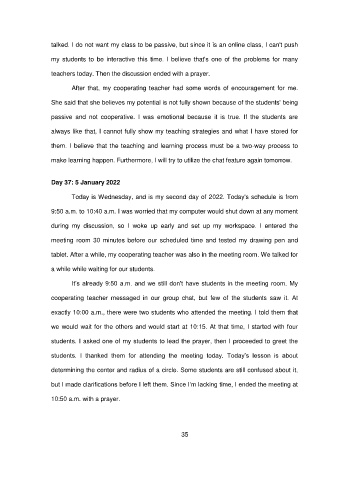 talked. I do not want my class to be passive, but since it is an online class, I can't push
my students to be interactive this time. I believe that's one of the problems for many
teachers today. Then the discussion ended with a prayer.
After that, my cooperating teacher had some words of encouragement for me.
She said that she believes my potential is not fully shown because of the students' being
passive and not cooperative. I was emotional because it is true. If the students are
always like that, I cannot fully show my teaching strategies and what I have stored for
them. I believe that the teaching and learning process must be a two-way process to
make learning happen. Furthermore, I will try to utilize the chat feature again tomorrow.
Day 37: 5 January 2022
Today is Wednesday, and is my second day of 2022. Today's schedule is from
9:50 a.m. to 10:40 a.m. I was worried that my computer would shut down at any moment
during my discussion, so I woke up early and set up my workspace. I entered the
meeting room 30 minutes before our scheduled time and tested my drawing pen and
tablet. After a while, my cooperating teacher was also in the meeting room. We talked for
a while while waiting for our students.
It's already 9:50 a.m. and we still don't have students in the meeting room. My
cooperating teacher messaged in our group chat, but few of the students saw it. At
exactly 10:00 a.m., there were two students who attended the meeting. I told them that
we would wait for the others and would start at 10:15. At that time, I started with four
students. I asked one of my students to lead the prayer, then I proceeded to greet the
students. I thanked them for attending the meeting today. Today's lesson is about
determining the center and radius of a circle. Some students are still confused about it,
but I made clarifications before I left them. Since I'm lacking time, I ended the meeting at
10:50 a.m. with a prayer.
35